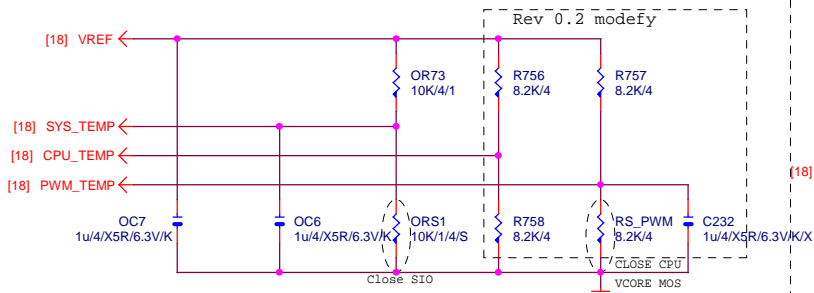 Rev 0.2 modefy
[18] VREF
OR73
10K/4/1
R756
8.2K/4
R757
8.2K/4
[18] SYS_TEMP
[18] CPU_TEMP
[18]
[18] PWM_TEMP
OC7
1u/4/X5R/6.3V/K
OC6
1u/4/X5R/6.3V/K
ORS1
10K/1/4/S
R758
8.2K/4
RS_PWM
8.2K/4
C232
1u/4/X5R/6.3V/K/X
Close SIO
CLOSE CPU
VCORE MOS